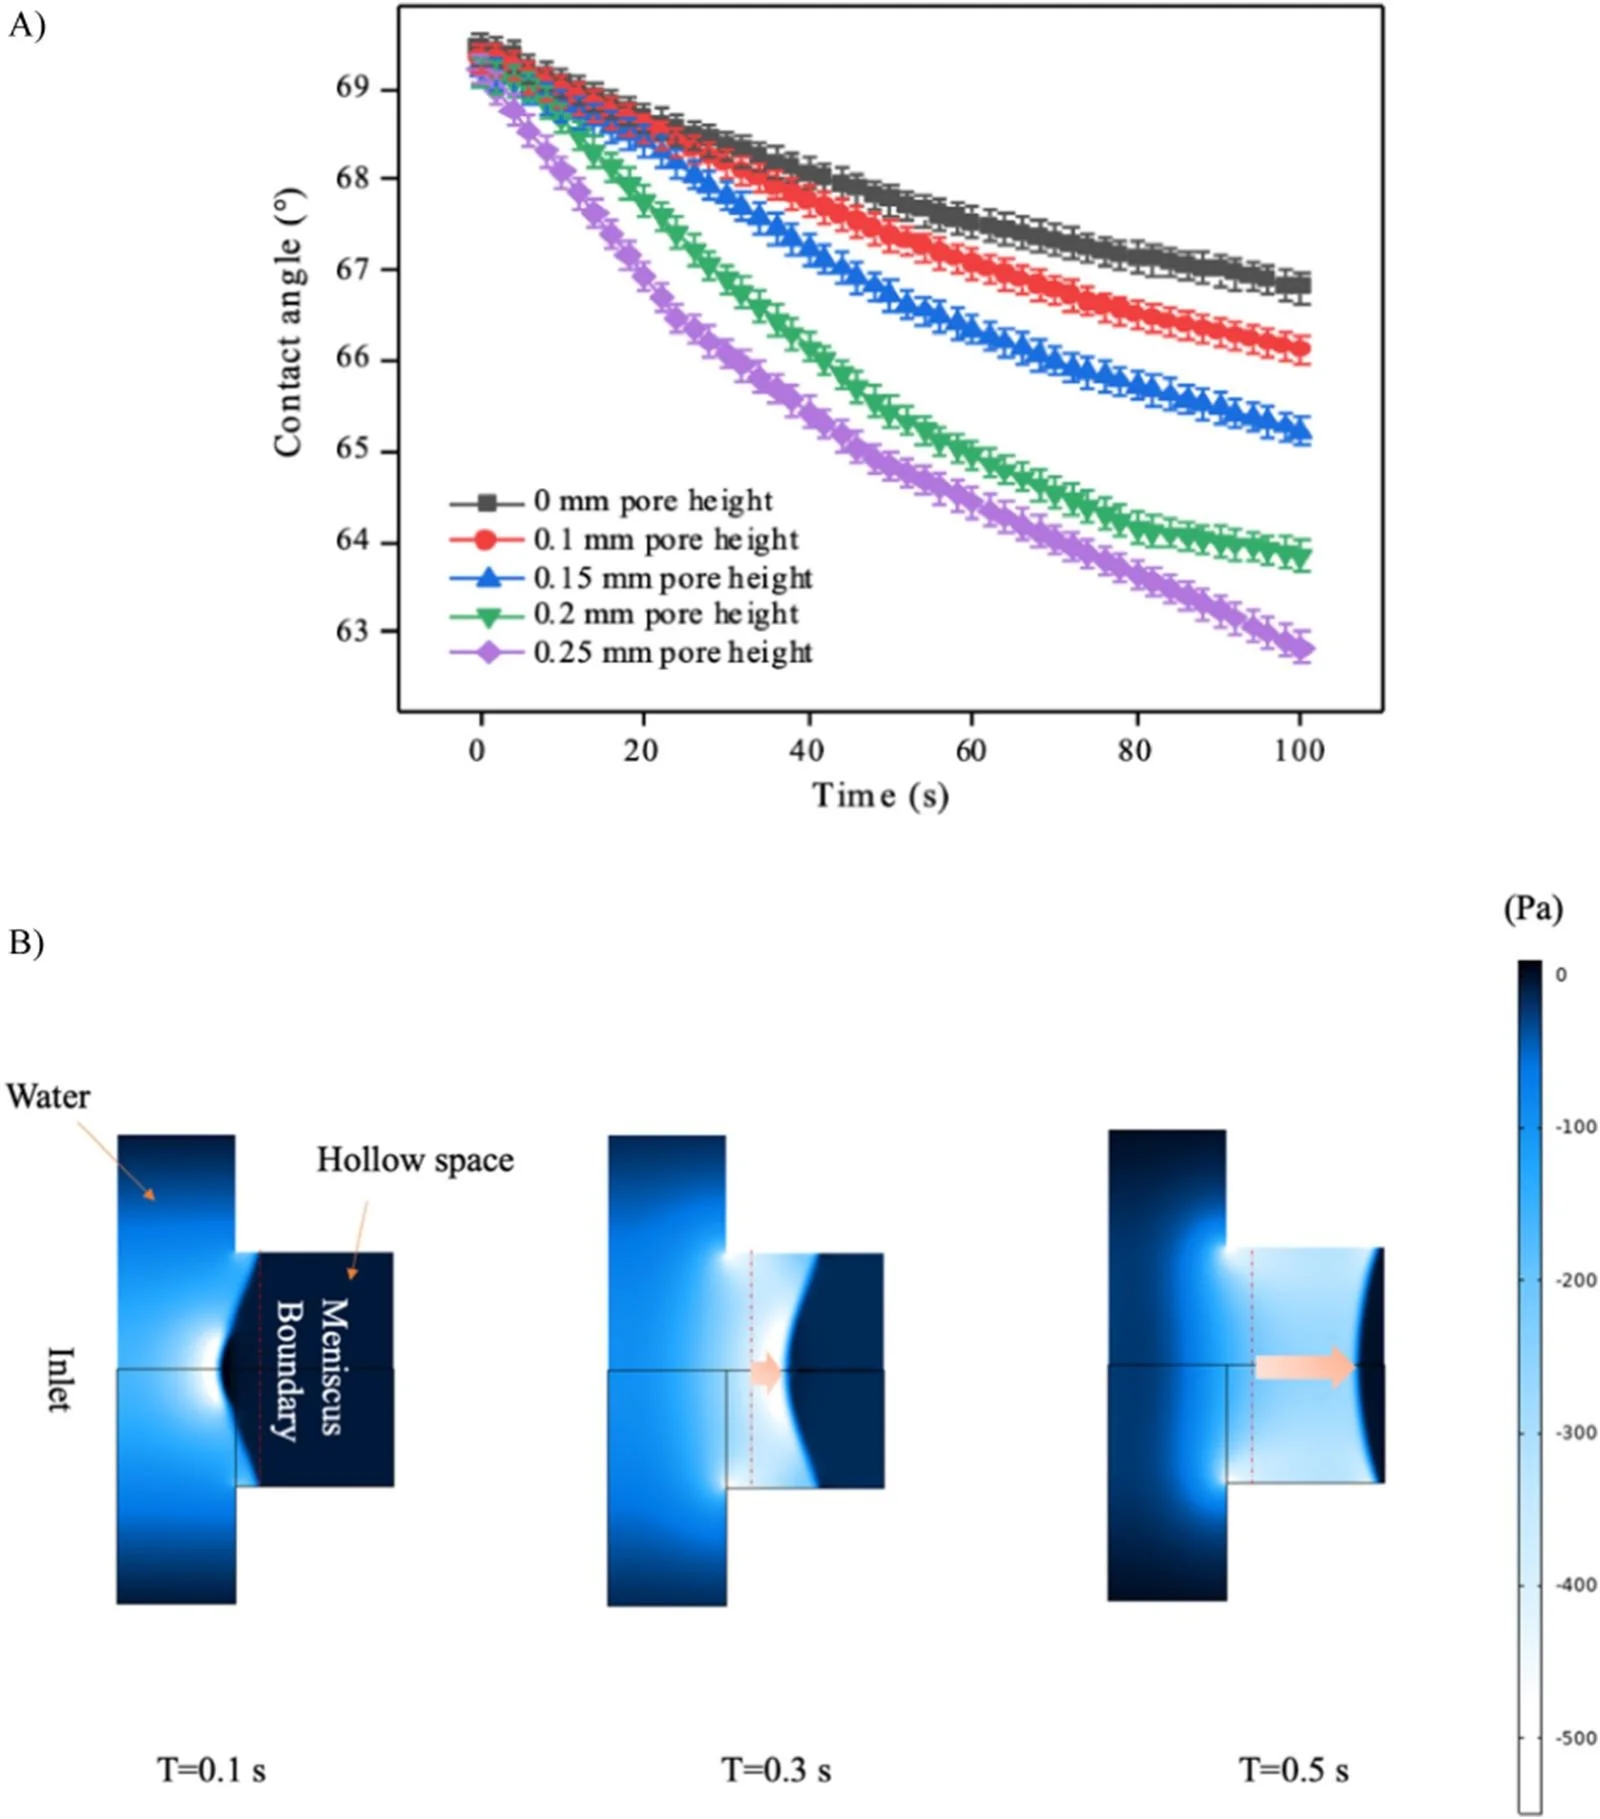 A)
69
68
67
66
65
64
63
Contact angle (°)
0 mm pore height
0.1 mm pore height
0.15 mm pore height
0.2 mm pore height
0.25 mm pore height
0 20 40 60 80 100
Time (s)
B)
(Pa)
0
-100
-200
-300
-400
-500
Water
Hollow space
Meniscus
Boundary
Inlet
T=0.1 s
T=0.3 s
T=0.5 s